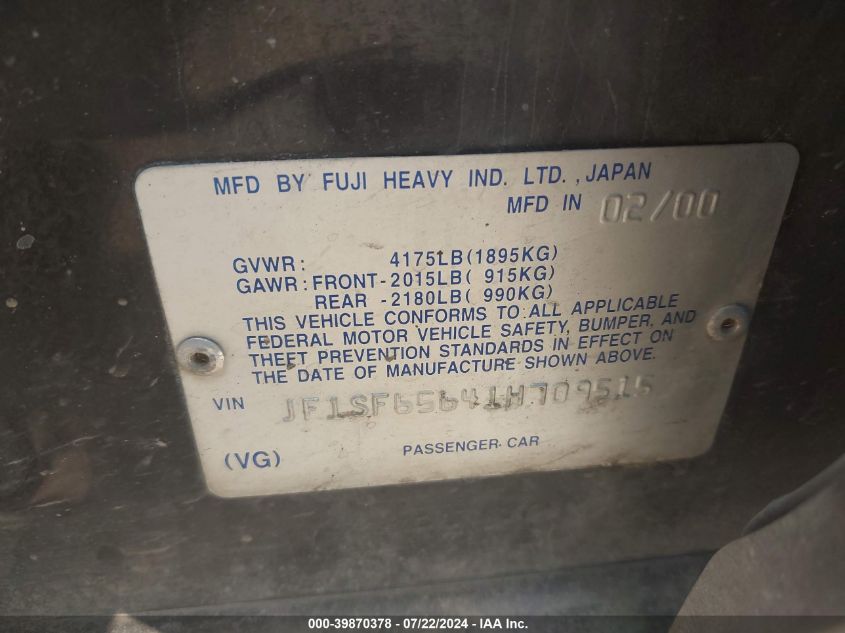 MFD BY FUJI HEAVY IND. LTD., JAPAN
MFD IN 02/00
GVWR: 4175LB(1895KG)
GAWR: FRONT-2015LB( 915KG)
REAR -2180LB( 990KG)
THIS VEHICLE CONFORMS TO ALL APPLICABLE
FEDERAL MOTOR VEHICLE SAFETY, BUMPER, AND
THEFT PREVENTION STANDARDS IN EFFECT ON
THE DATE OF MANUFACTURE SHOWN ABOVE.
VIN JF1SF65641H709515
(VG) PASSENGER CAR
000-39870378 - 07/22/2024 - IAA Inc.